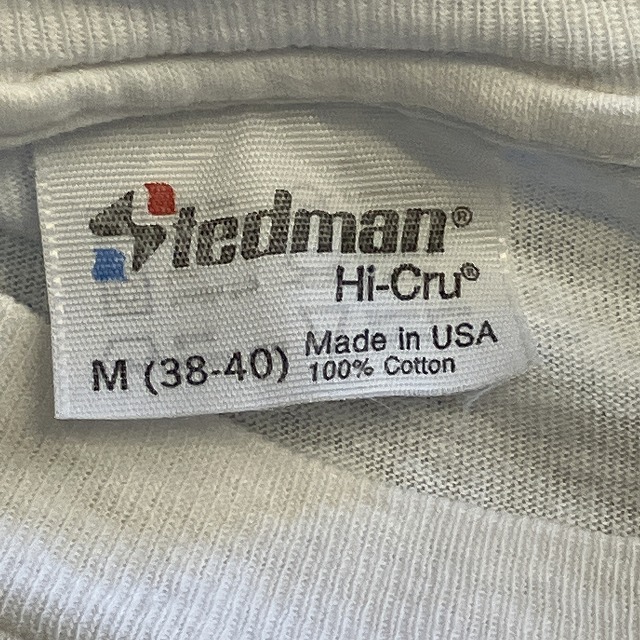 Stedman®
Hi-Cru®
Made in USA
M (38-40)
100% Cotton